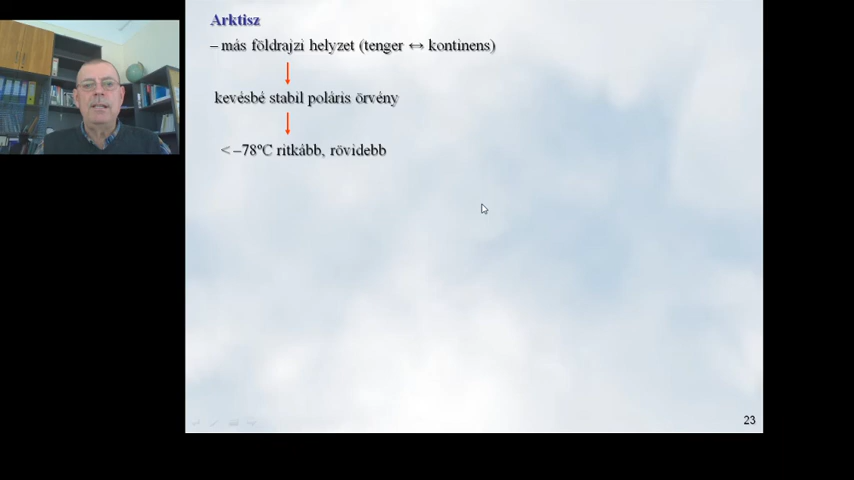 Arktisz
– más földrajzi helyzet (tenger ↔ kontinens)
kevésbé stabil poláris örvény
< –78ºC ritkább, rövidebb
23